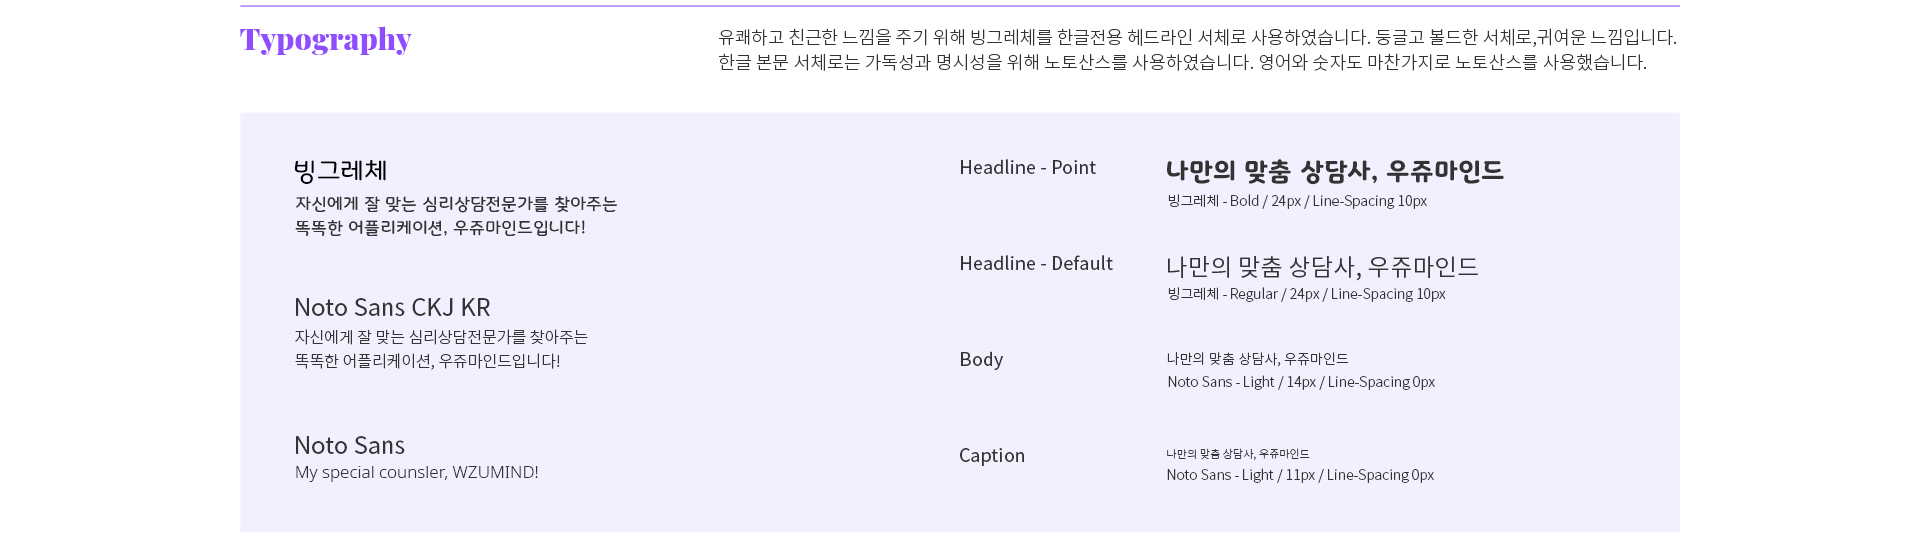 Typography
유쾌하고 친근한 느낌을 주기 위해 빙그레체를 한글전용 헤드라인 서체로 사용하였습니다. 둥글고 볼드한 서체로,귀여운 느낌입니다.
한글 본문 서체로는 가독성과 명시성을 위해 노토산스를 사용하였습니다. 영어와 숫자도 마찬가지로 노토산스를 사용했습니다.
빙그레체
자신에게 잘 맞는 심리상담전문가를 찾아주는
똑똑한 어플리케이션, 우쥬마인드입니다!
Noto Sans CKJ KR
자신에게 잘 맞는 심리상담전문가를 찾아주는
똑똑한 어플리케이션, 우쥬마인드입니다!
Noto Sans
My special counsler, WZUMIND!
Headline - Point
나만의 맞춤 상담사, 우쥬마인드
빙그레체 - Bold / 24px / Line-Spacing 10px
Headline - Default
나만의 맞춤 상담사, 우쥬마인드
빙그레체 - Regular / 24px / Line-Spacing 10px
Body
나만의 맞춤 상담사, 우쥬마인드
Noto Sans - Light / 14px / Line-Spacing 0px
Caption
나만의 맞춤 상담사, 우쥬마인드
Noto Sans - Light / 11px / Line-Spacing 0px